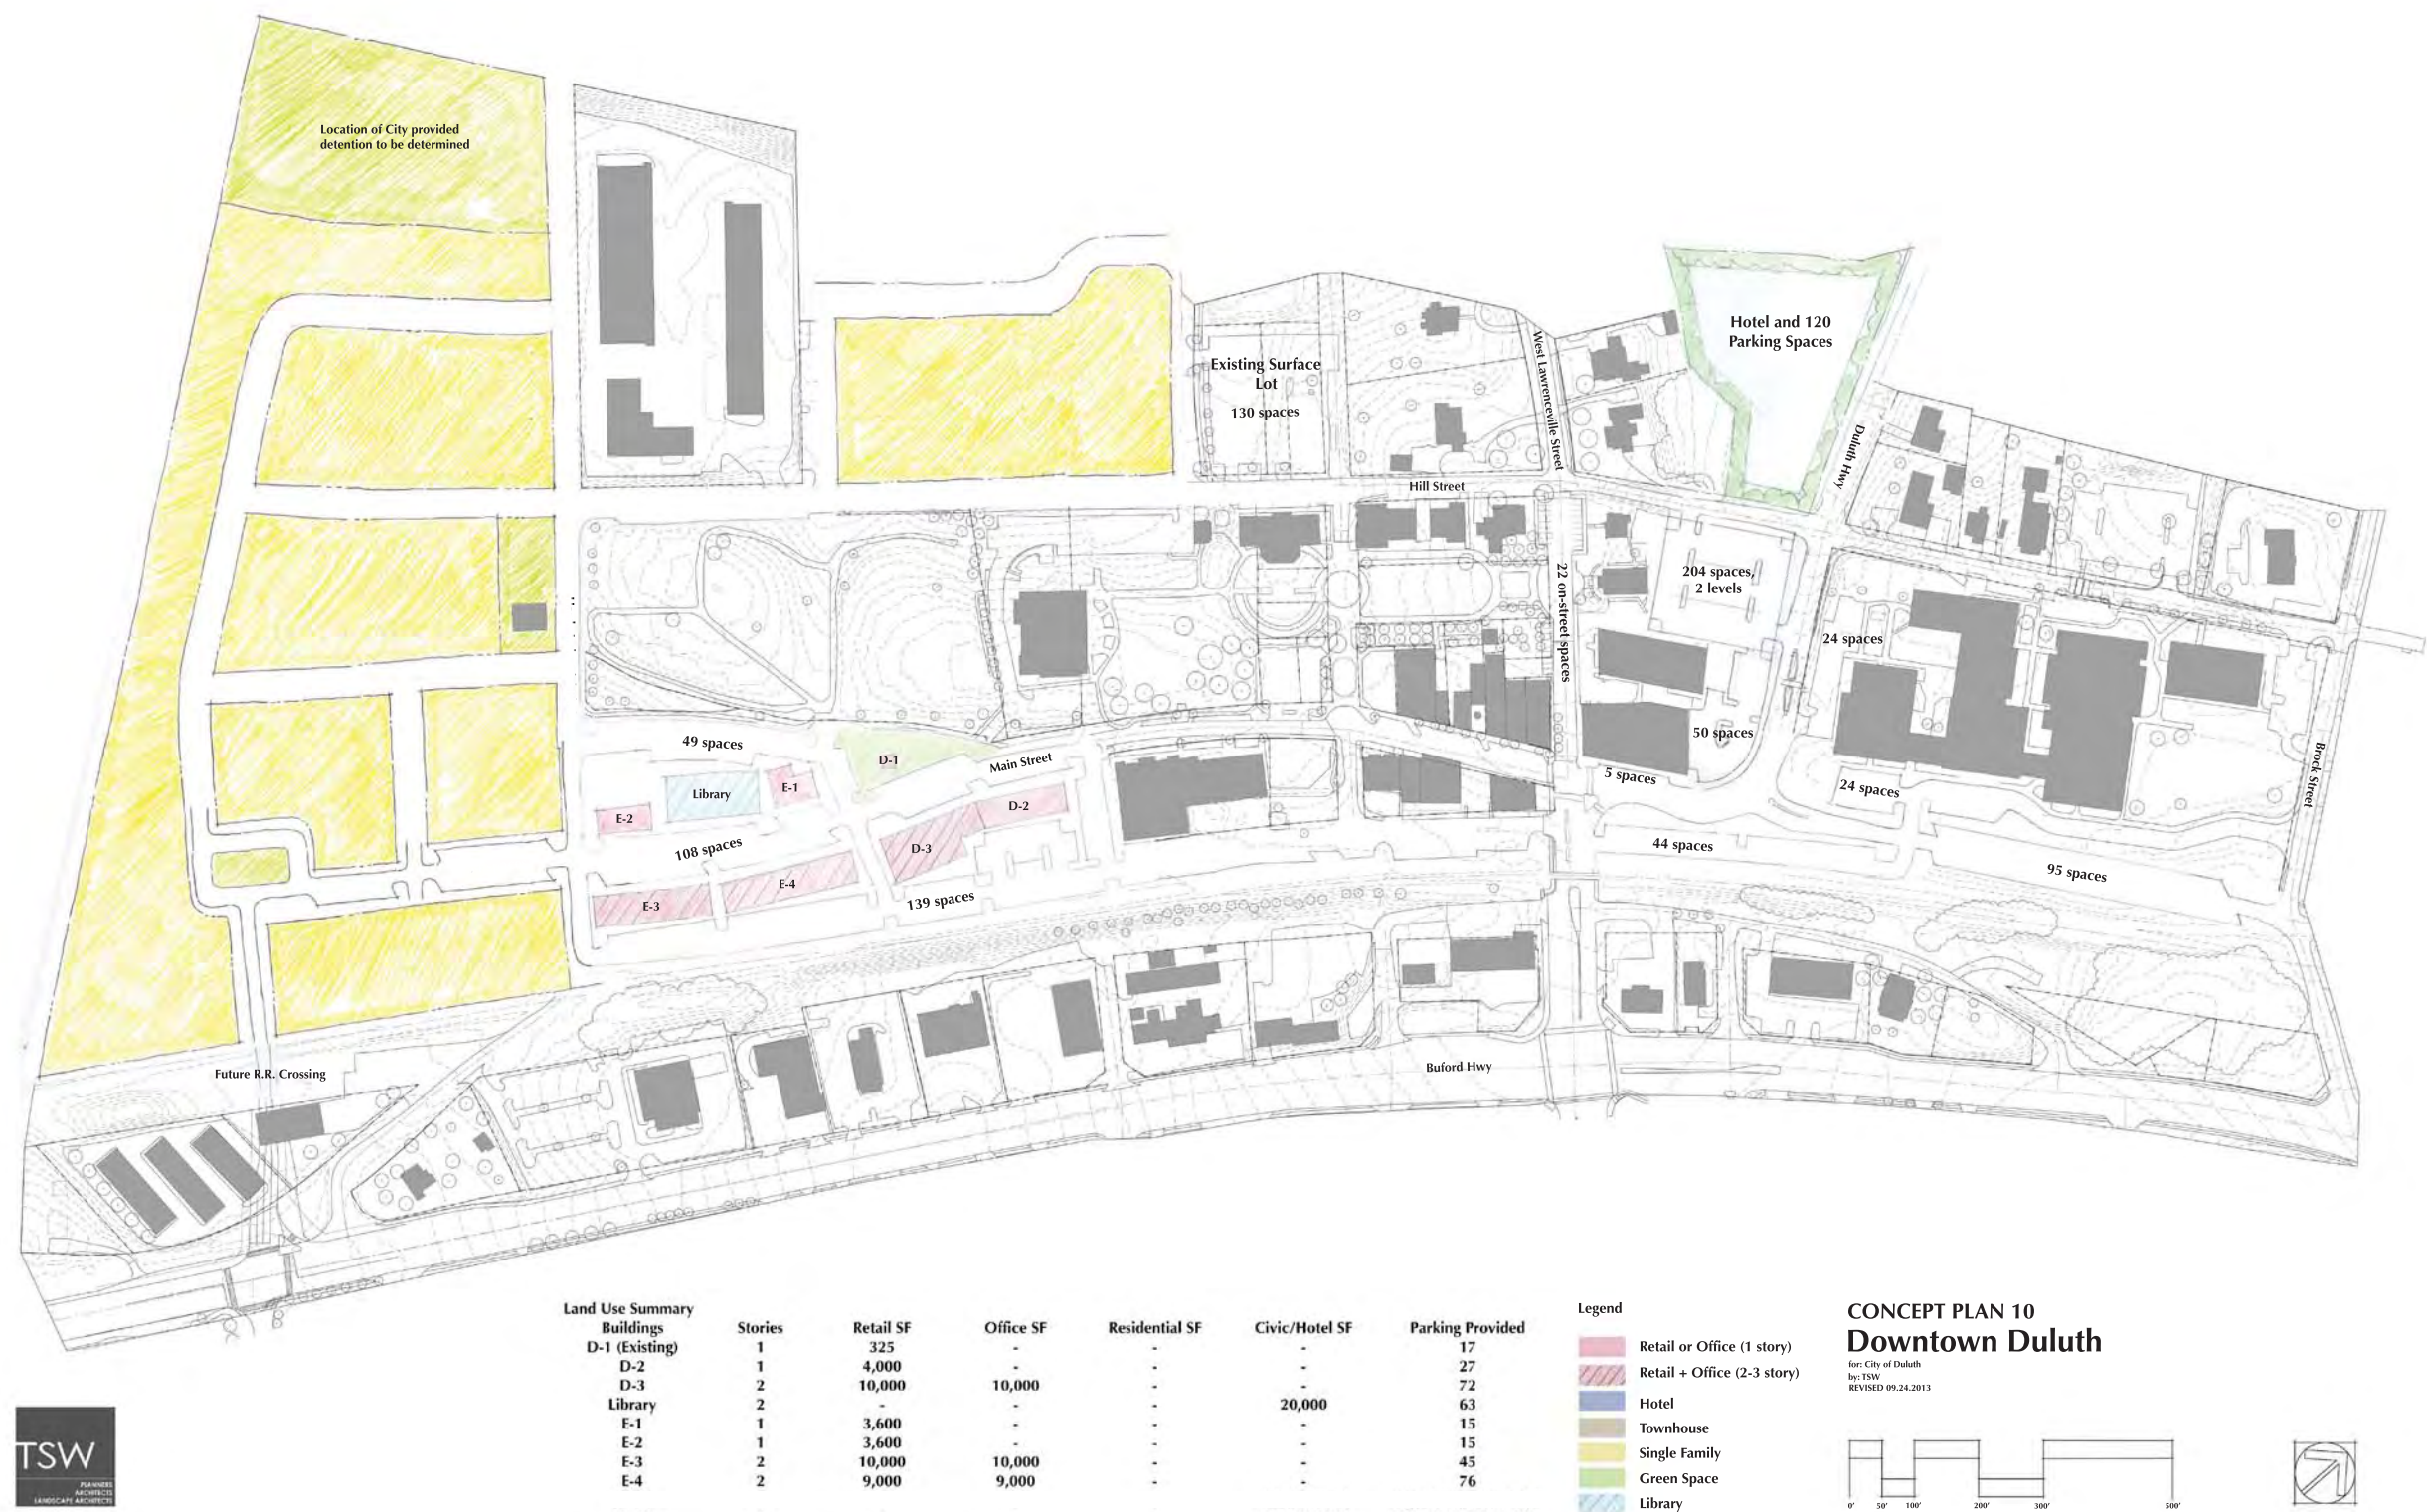 Location of City provided
detention to be determined
Hotel and 120
Parking Spaces
Existing Surface
Lot
130 spaces
West Lawrenceville Street
Duluth Hwy
Hill Street
22 on-street spaces
204 spaces,
2 levels
24 spaces
50 spaces
5 spaces
24 spaces
Brock Street
49 spaces
D-1
Main Street
Library
E-1
E-2
D-2
108 spaces
D-3
E-4
E-3
139 spaces
44 spaces
95 spaces
Future R.R. Crossing
Buford Hwy
Land Use Summary
Buildings Stories Retail SF Office SF Residential SF Civic/Hotel SF Parking Provided
D-1 (Existing) 1 325 - - - 17
D-2 1 4,000 - - - 27
D-3 2 10,000 10,000 - - 72
Library 2 - - - 20,000 63
E-1 1 3,600 - - - 15
E-2 1 3,600 - - - 15
E-3 2 10,000 10,000 - - 45
E-4 2 9,000 9,000 - - 76
Legend
Retail or Office (1 story)
Retail + Office (2-3 story)
Hotel
Townhouse
Single Family
Green Space
Library
CONCEPT PLAN 10
Downtown Duluth
for: City of Duluth
by: TSW
REVISED 09.24.2013
0' 50' 100' 200' 300' 500'
TSW
PLANNERS
ARCHITECTS
LANDSCAPE ARCHITECTS